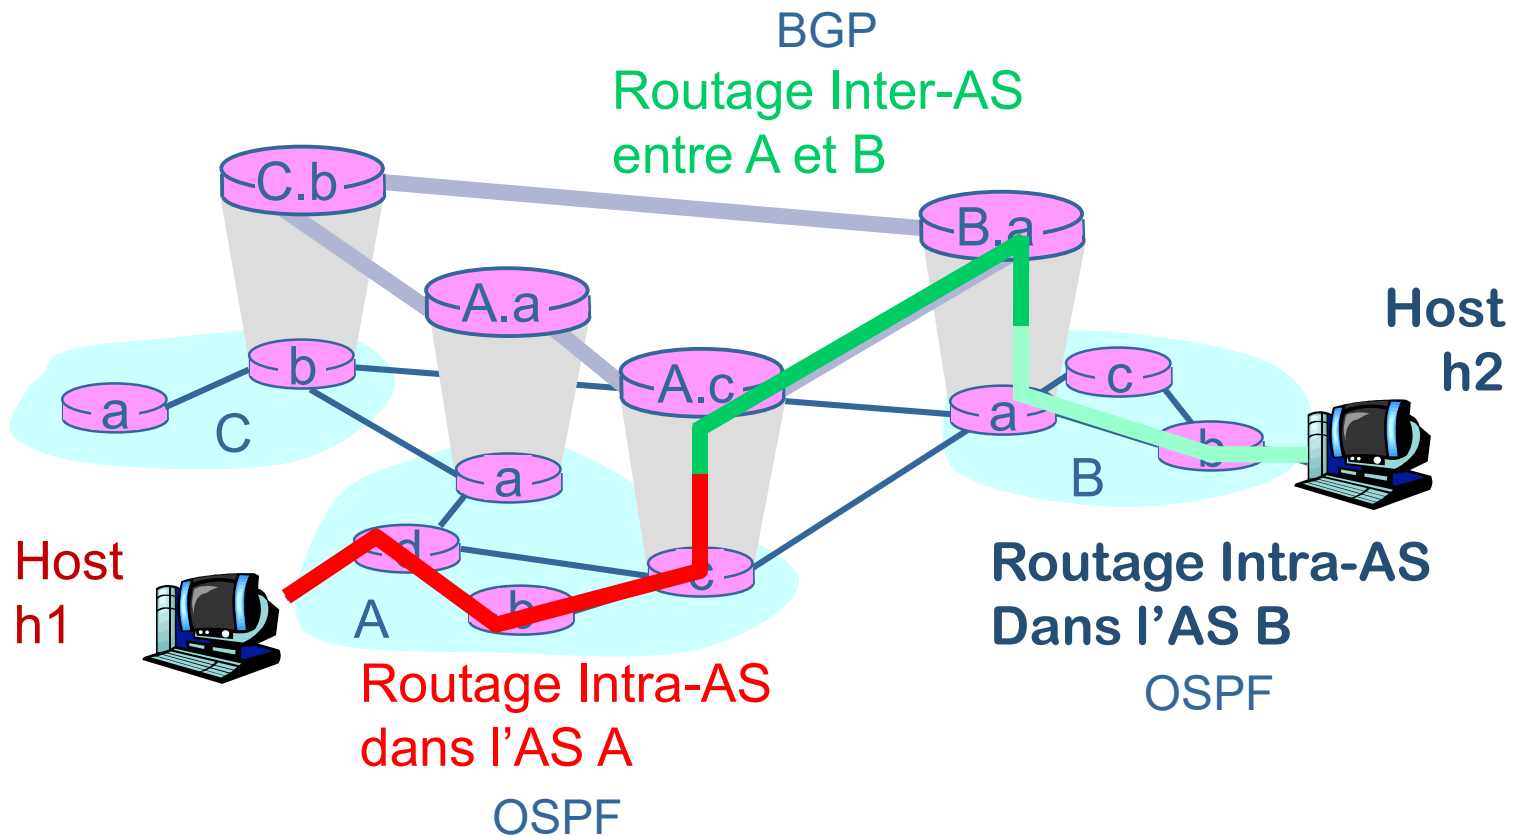 BGP
Routage Inter-AS
entre A et B
C.b
B.a
A.a
Host
h2
A.c
b
c
a
a
C
b
B
a
d
Host
h1
c
b
A
Routage Intra-AS
Dans l’AS B
OSPF
Routage Intra-AS
dans l’AS A
OSPF